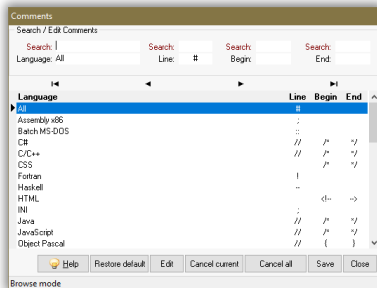 Comments
Search / Edit Comments
Search: Search: Search: Search:
Language: All Line: # Begin: End:
Language Line Begin End
All #
Assembly x86 ;
Batch MS-DOS ::
C# // /* */
C/C++ // /* */
CSS /* */
Fortran !
Haskell --
HTML <!-- -->
INI ;
Java // /* */
JavaScript // /* */
Object Pascal // { }
Help Restore default Edit Cancel current Cancel all Save Close
Browse mode